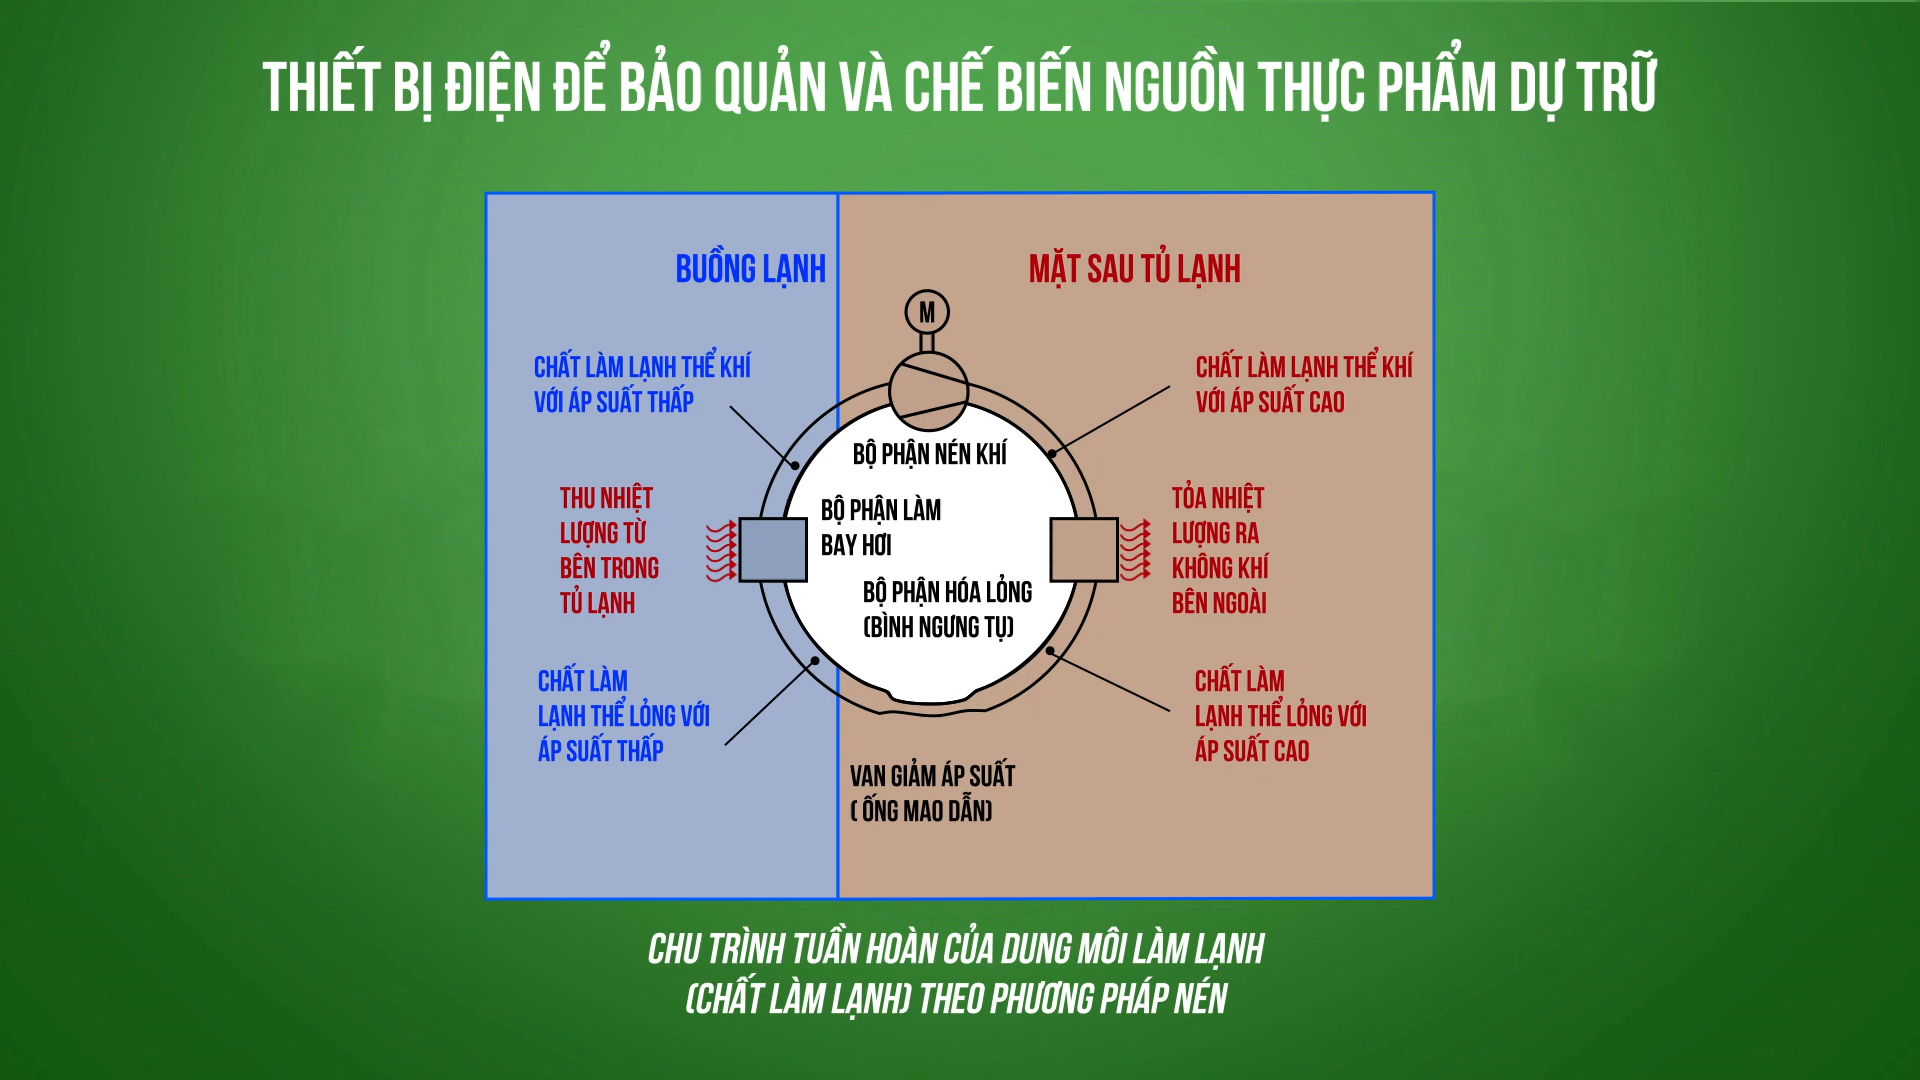 THIẾT BỊ ĐIỆN ĐỂ BẢO QUẢN VÀ CHẾ BIẾN NGUỒN THỰC PHẨM DỰ TRỮ
BUỒNG LẠNH
MẶT SAU TỦ LẠNH
M
CHẤT LÀM LẠNH THỂ KHÍ
VỚI ÁP SUẤT THẤP
CHẤT LÀM LẠNH THỂ KHÍ
VỚI ÁP SUẤT CAO
BỘ PHẬN NÉN KHÍ
THU NHIỆT
LƯỢNG TỪ
BÊN TRONG
TỦ LẠNH
BỘ PHẬN LÀM
BAY HƠI
TỎA NHIỆT
LƯỢNG RA
KHÔNG KHÍ
BÊN NGOÀI
BỘ PHẬN HÓA LỎNG
(BÌNH NGƯNG TỤ)
CHẤT LÀM
LẠNH THỂ LỎNG VỚI
ÁP SUẤT THẤP
CHẤT LÀM
LẠNH THỂ LỎNG VỚI
ÁP SUẤT CAO
VAN GIẢM ÁP SUẤT
( ỐNG MAO DẪN)
CHU TRÌNH TUẦN HOÀN CỦA DUNG MÔI LÀM LẠNH
(CHẤT LÀM LẠNH) THEO PHƯƠNG PHÁP NÉN